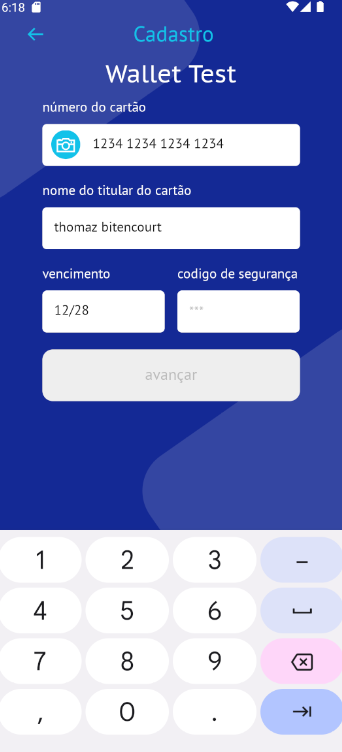 6:18
Cadastro
Wallet Test
número do cartão
1234 1234 1234 1234
nome do titular do cartão
thomaz bitencourt
vencimento codigo de segurança
12/28 ***
avançar
1 2 3 –
4 5 6
7 8 9
, 0 .